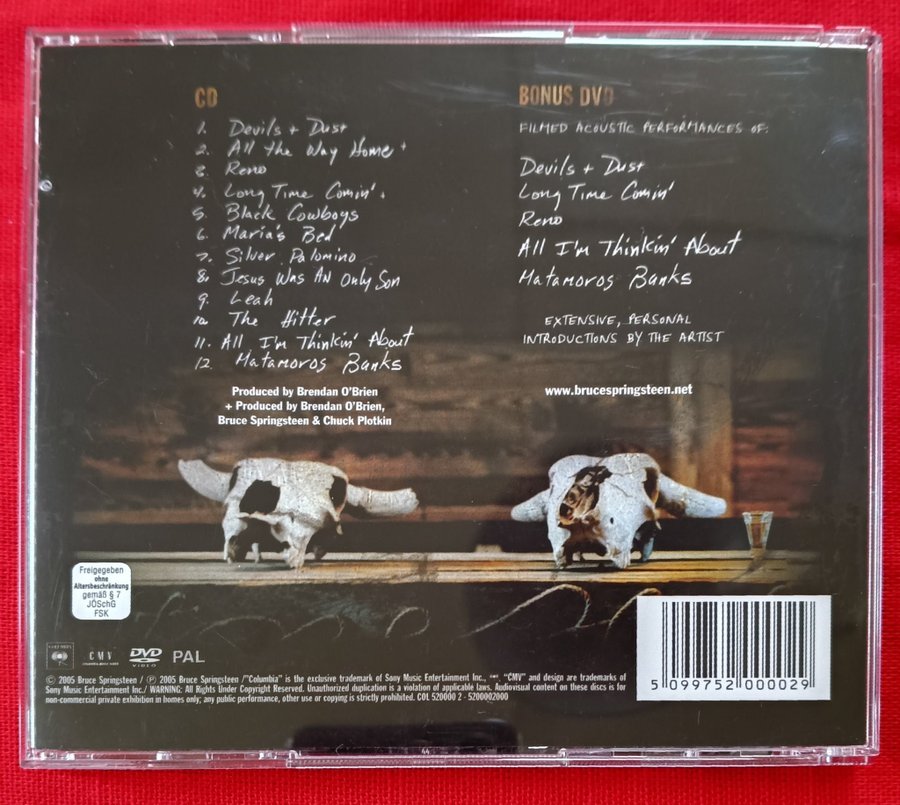 CD
1. Devils + Dust
2. All the Way Home +
3. Reno
4. Long Time Comin' +
5. Black Cowboys
6. Maria's Bed
7. Silver Palomino
8. Jesus Was An Only Son
9. Leah
10. The Hitter
11. All I'm Thinkin' About
12. Matamoros Banks
Produced by Brendan O'Brien
+ Produced by Brendan O'Brien,
Bruce Springsteen & Chuck Plotkin
BONUS DVD
FILMED ACOUSTIC PERFORMANCES OF:
Devils + Dust
Long Time Comin'
Reno
All I'm Thinkin' About
Matamoros Banks
EXTENSIVE, PERSONAL
INTRODUCTIONS BY THE ARTIST
www.brucespringsteen.net
Freigegeben
ohne
Altersbeschränkung
gemäß § 7
JÖSchG
FSK
CMV
DVD
VIDEO
PAL
© 2005 Bruce Springsteen / ℗ 2005 Bruce Springsteen /"Columbia" is the exclusive trademark of Sony Music Entertainment Inc., "CMV" and design are trademarks of
Sony Music Entertainment Inc./ WARNING: All Rights Under Copyright Reserved. Unauthorized duplication is a violation of applicable laws. Audiovisual content on these discs is for
non-commercial private exhibition in homes only; any public performance, other use or copying is strictly prohibited. COL 520000 2 - 5200002000
5 099752 000029